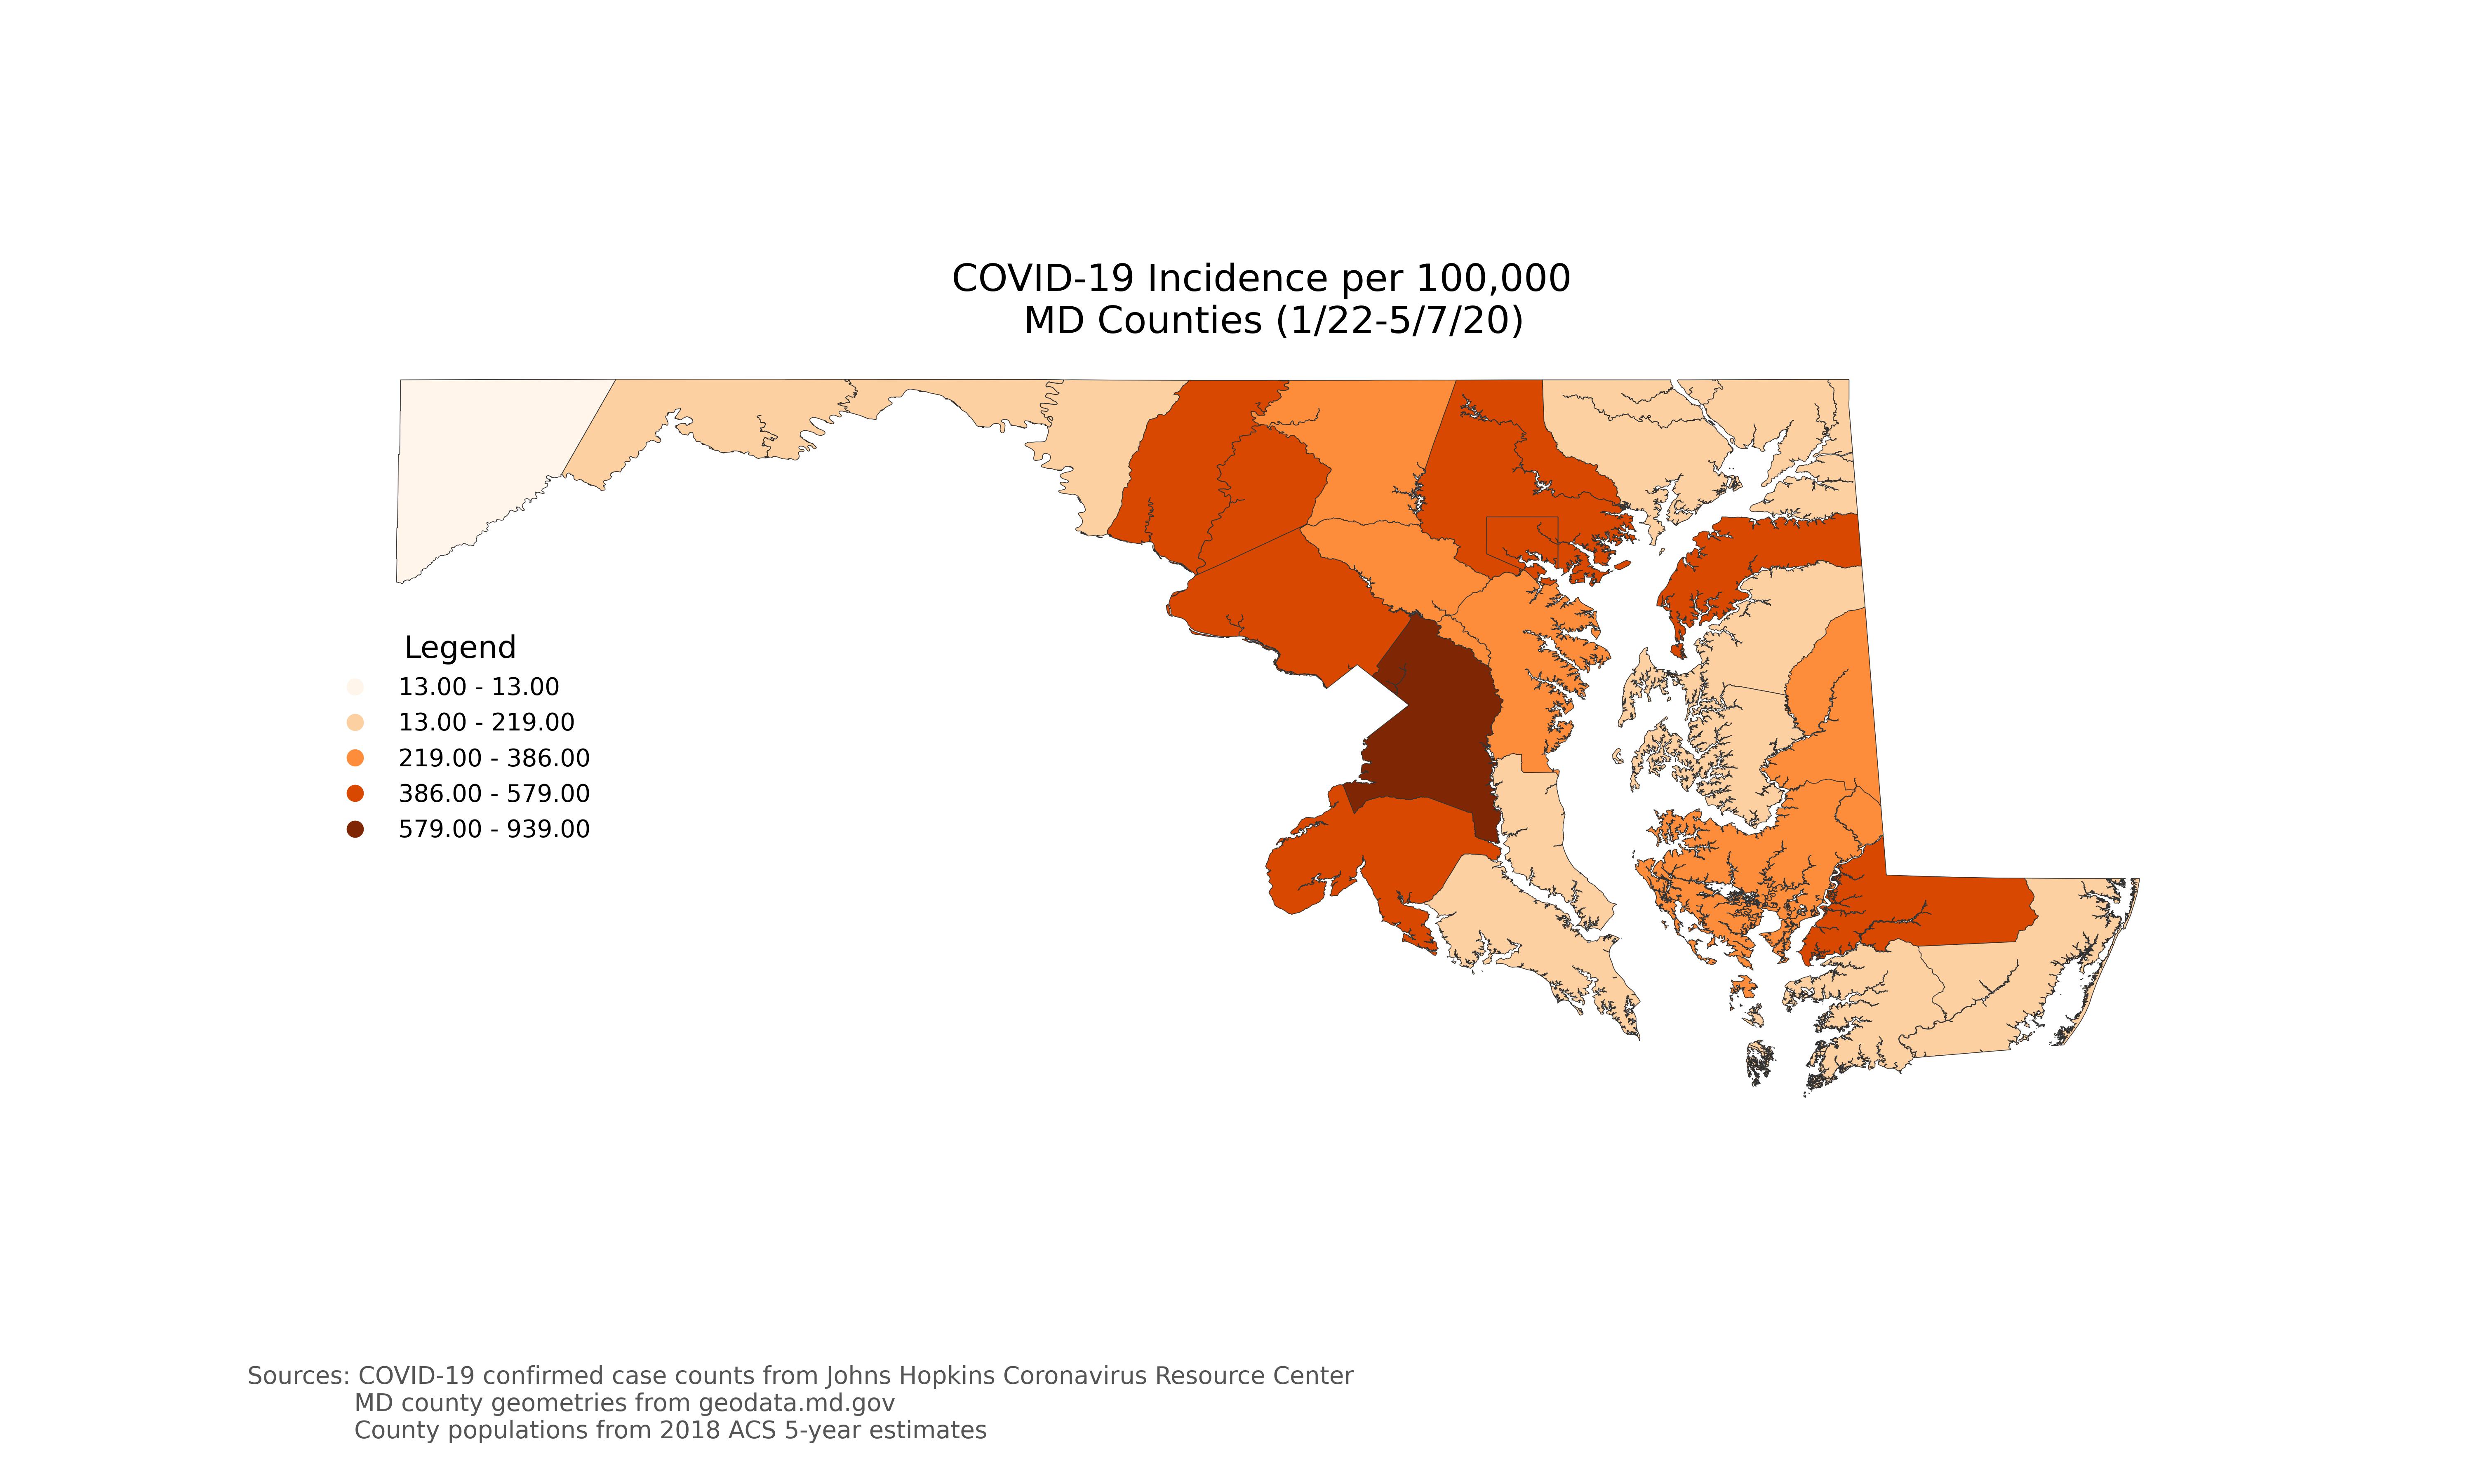 COVID-19 Incidence per 100,000
MD Counties (1/22-5/7/20)
Legend
13.00 - 13.00
13.00 - 219.00
219.00 - 386.00
386.00 - 579.00
579.00 - 939.00
Sources: COVID-19 confirmed case counts from Johns Hopkins Coronavirus Resource Center
MD county geometries from geodata.md.gov
County populations from 2018 ACS 5-year estimates